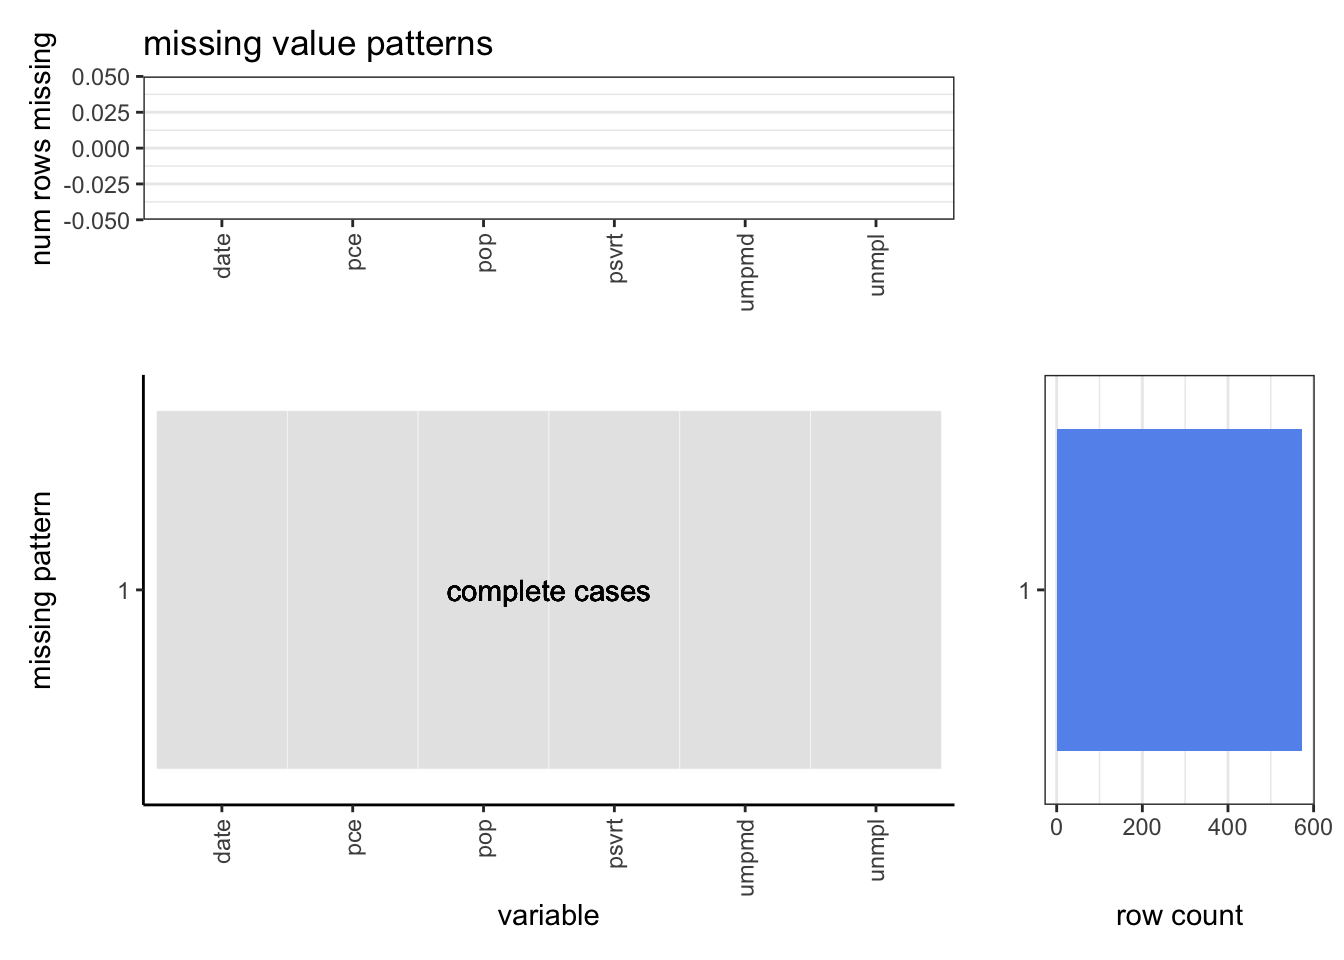 missing value patterns
num rows missing
0.050
0.025
0.000
-0.025
-0.050
date
pce
pop
psvrt
umpmd
unmpl
missing pattern
1
complete cases
date
pce
pop
psvrt
umpmd
unmpl
variable
1
0 200 400 600
row count